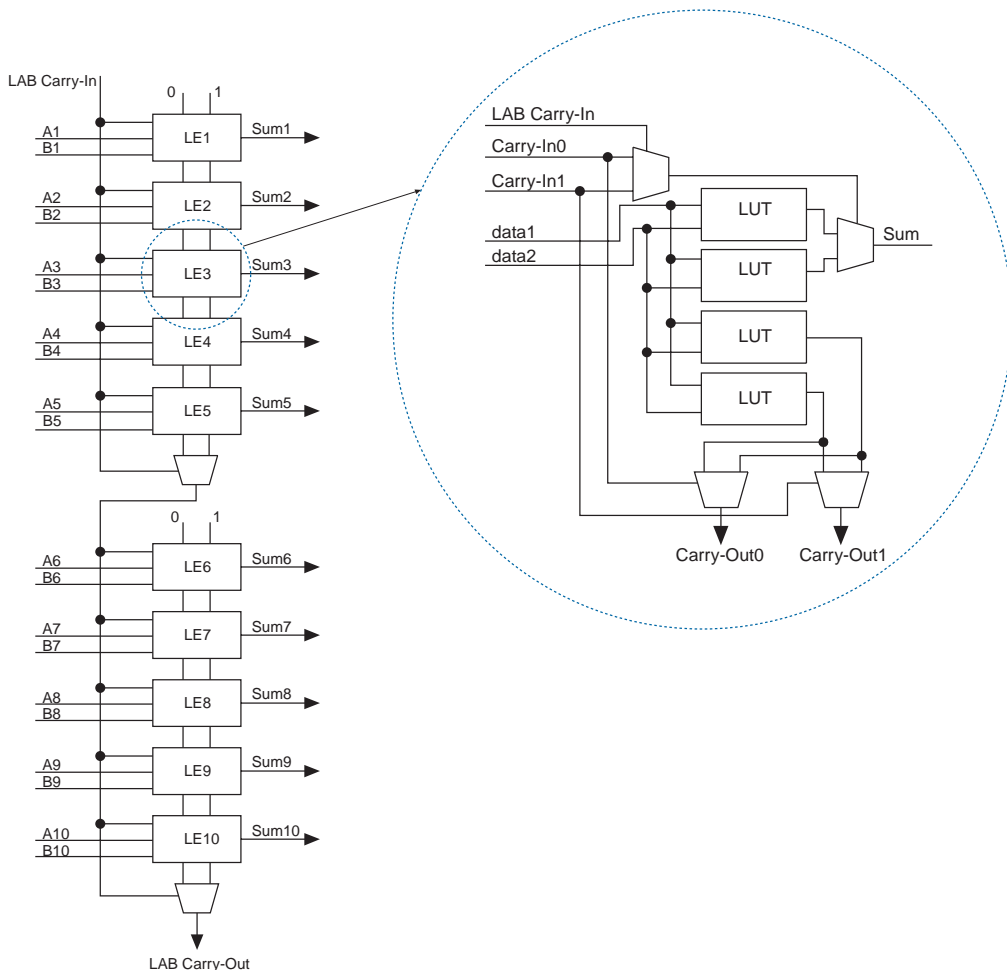 LAB Carry-In
0 1
A1
B1
LE1
Sum1
A2
B2
LE2
Sum2
A3
B3
LE3
Sum3
A4
B4
LE4
Sum4
A5
B5
LE5
Sum5
0 1
A6
B6
LE6
Sum6
A7
B7
LE7
Sum7
A8
B8
LE8
Sum8
A9
B9
LE9
Sum9
A10
B10
LE10
Sum10
LAB Carry-Out
LAB Carry-In
Carry-In0
Carry-In1
data1
data2
LUT
LUT
LUT
LUT
Sum
Carry-Out0
Carry-Out1